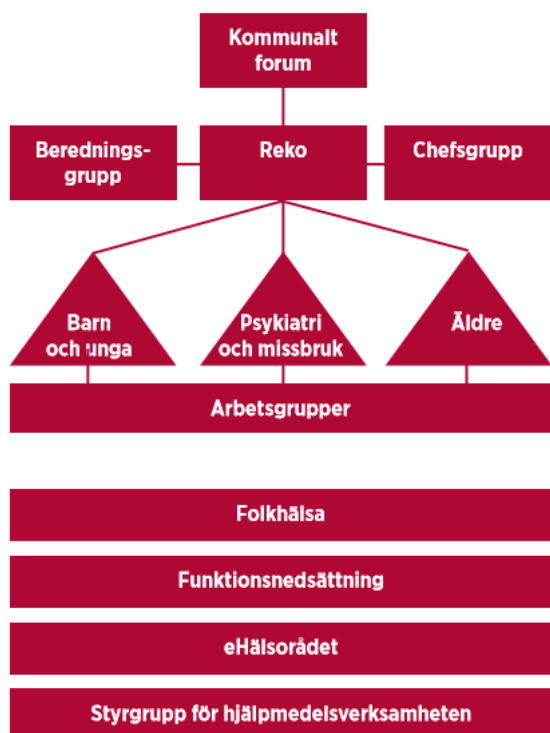 Kommunalt
forum
Berednings-
grupp
Reko
Chefsgrupp
Barn
och unga
Psykiatri
och missbruk
Äldre
Arbetsgrupper
Folkhälsa
Funktionsnedsättning
eHälsorådet
Styrgrupp för hjälpmedelsverksamheten